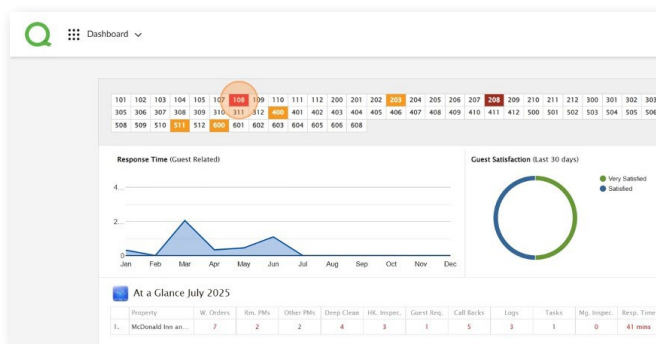 Dashboard
101 102 103 104 105 107 108 109 110 111 112 200 201 202 203 204 205 206 207 208 209 210 211 212 300 301 302 303
305 306 307 308 309 310 311 312 400 401 402 403 404 405 406 407 408 409 410 411 412 500 501 502 503 504 505 506
508 509 510 511 512 600 601 602 603 604 605 606 608
Response Time (Guest Related)
Guest Satisfaction (Last 30 days)
4...
2...
0
Jan Feb Mar Apr May Jun Jul Aug Sep Oct Nov Dec
Very Satisfied
Satisfied
At a Glance July 2025
Property W. Orders Rm. PMs Other PMs Deep Clean HK. Inspec. Guest Req. Call Backs Logs Tasks Mg. Inspec. Resp. Time
1. McDonald Inn an... 7 2 2 4 3 1 5 3 1 0 41 mins